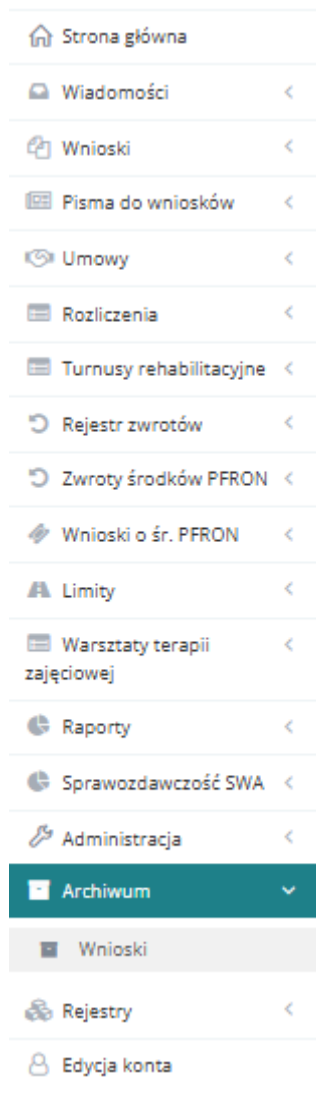 Strona główna
Wiadomości
Wnioski
Pisma do wniosków
Umowy
Rozliczenia
Turnusy rehabilitacyjne
Rejestr zwrotów
Zwroty środków PFRON
Wnioski o śr. PFRON
Limity
Warsztaty terapii
zajęciowej
Raporty
Sprawozdawczość SWA
Administracja
Archiwum
Wnioski
Rejestry
Edycja konta